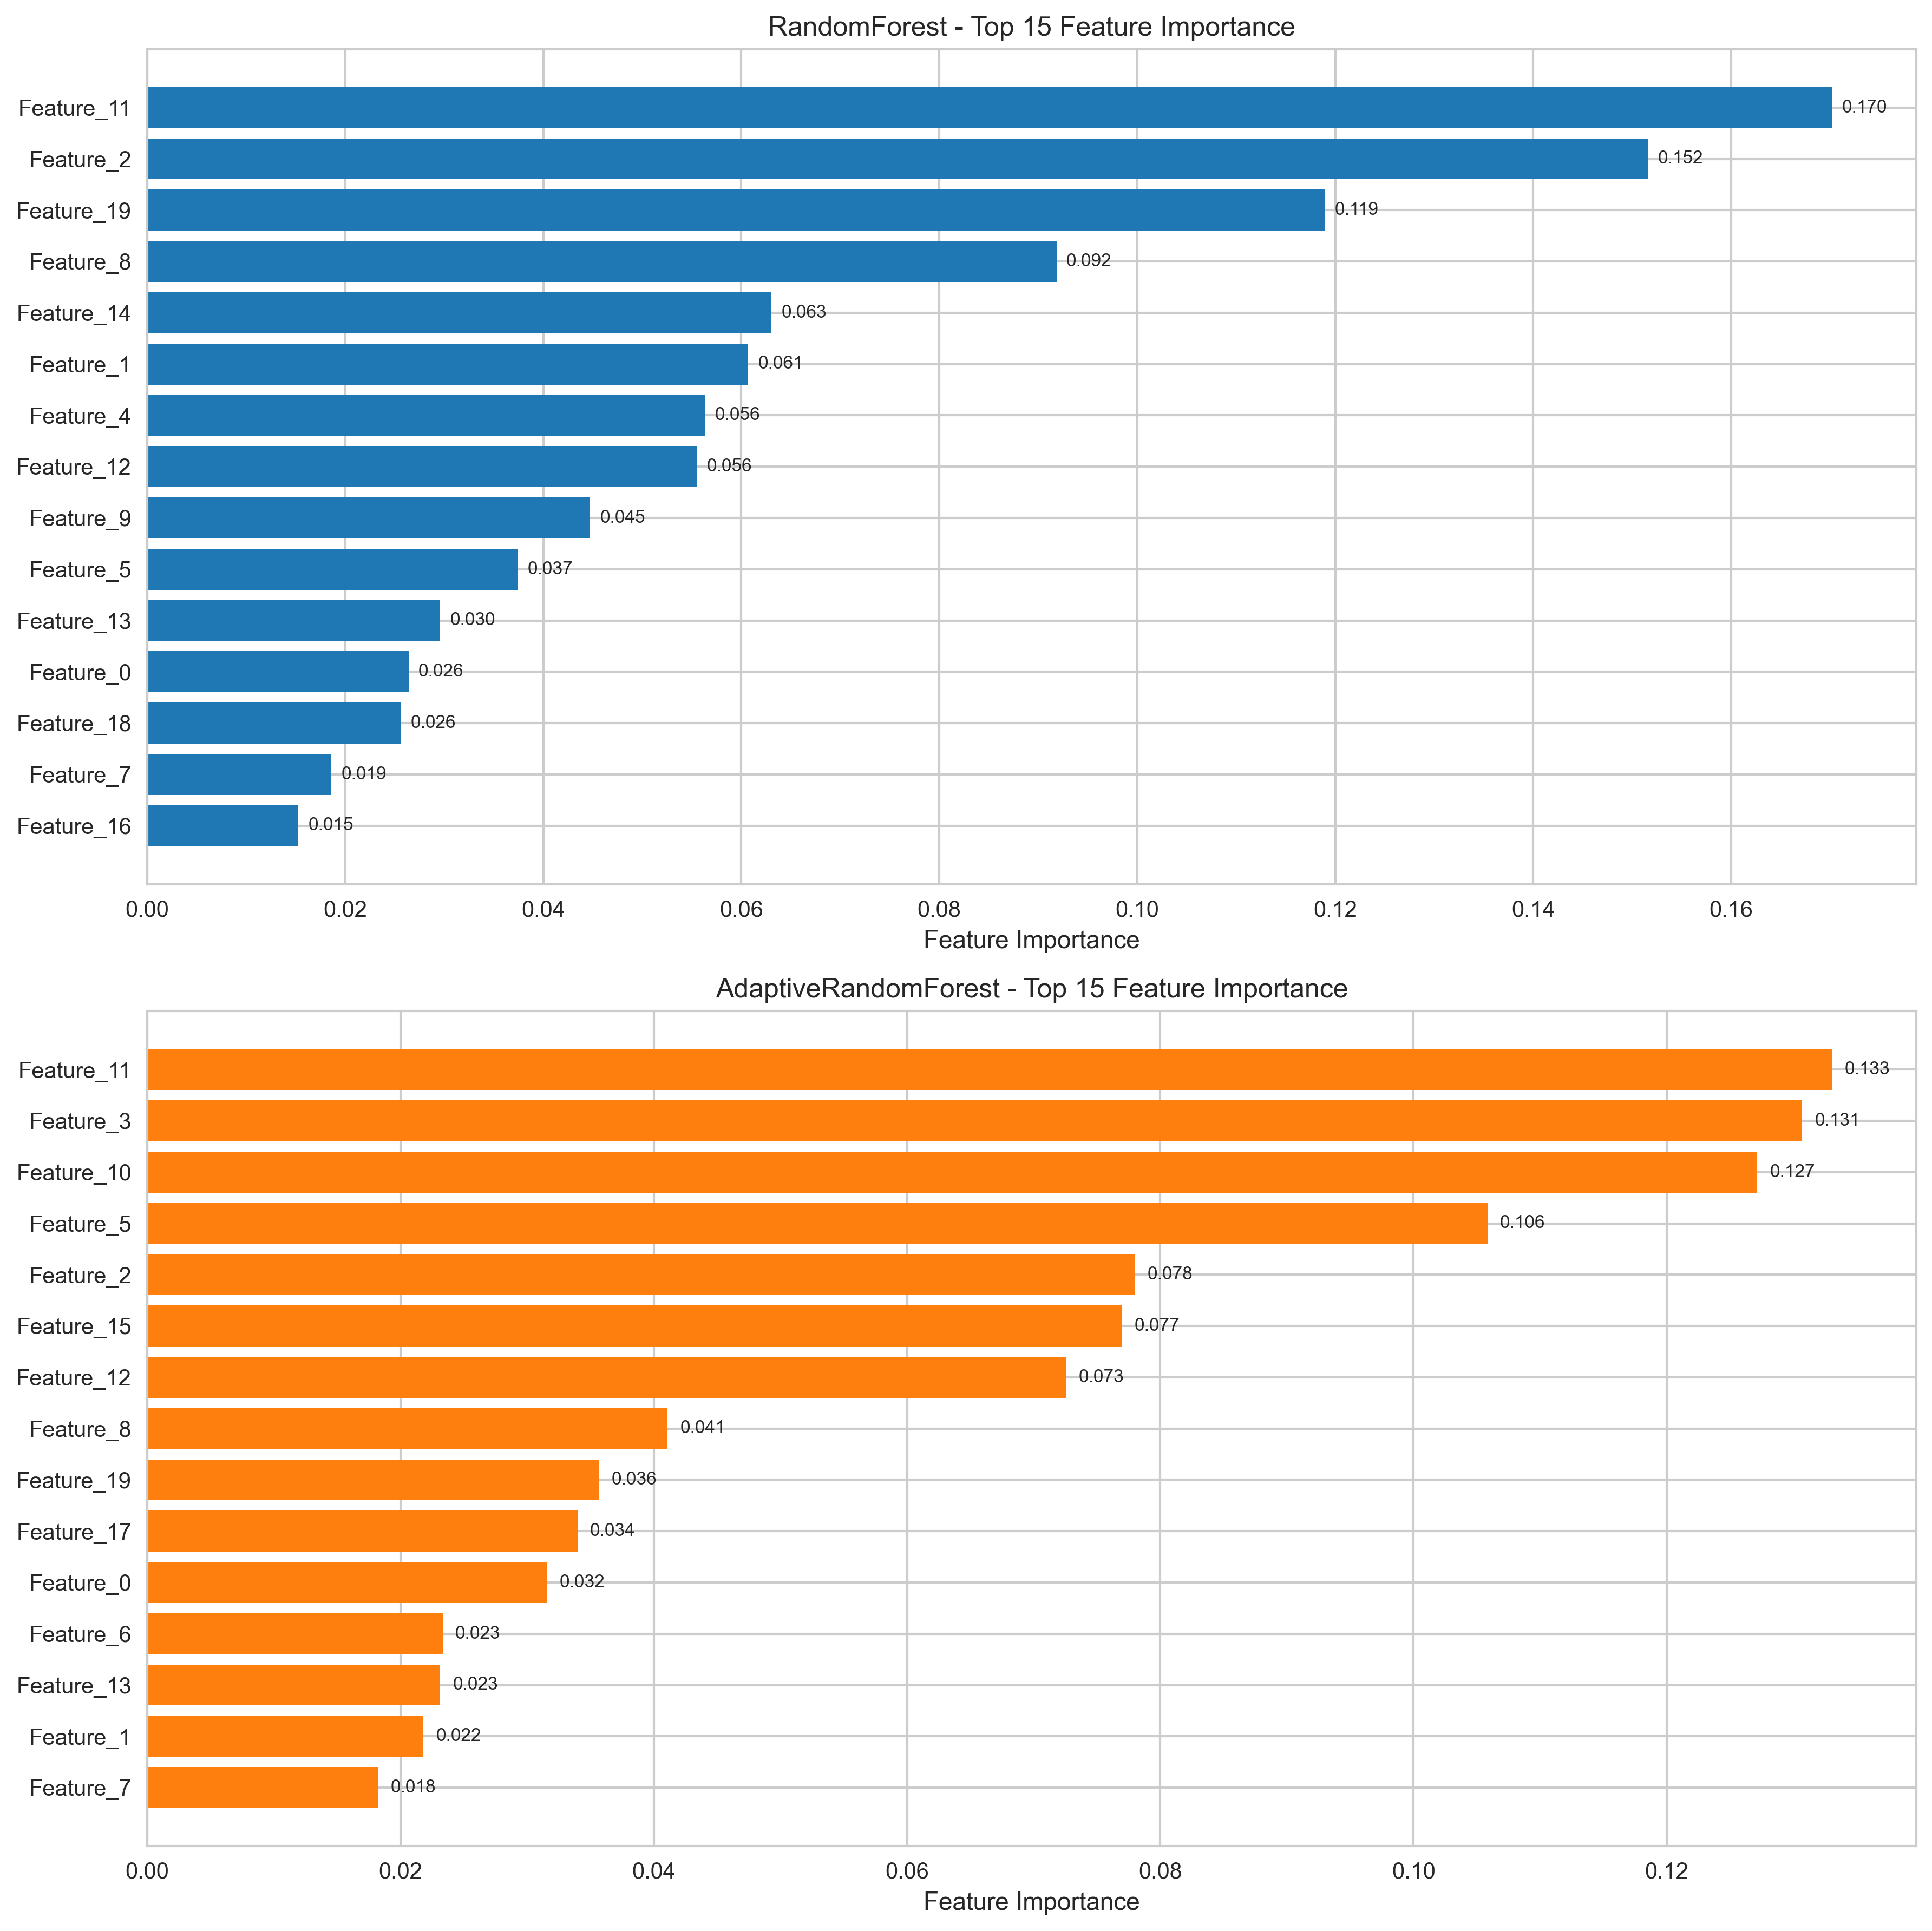 RandomForest - Top 15 Feature Importance
Feature_11 0.170
Feature_2 0.152
Feature_19 0.119
Feature_8 0.092
Feature_14 0.063
Feature_1 0.061
Feature_4 0.056
Feature_12 0.056
Feature_9 0.045
Feature_5 0.037
Feature_13 0.030
Feature_0 0.026
Feature_18 0.026
Feature_7 0.019
Feature_16 0.015
0.00 0.02 0.04 0.06 0.08 0.10 0.12 0.14 0.16
Feature Importance
AdaptiveRandomForest - Top 15 Feature Importance
Feature_11 0.133
Feature_3 0.131
Feature_10 0.127
Feature_5 0.106
Feature_2 0.078
Feature_15 0.077
Feature_12 0.073
Feature_8 0.041
Feature_19 0.036
Feature_17 0.034
Feature_0 0.032
Feature_6 0.023
Feature_13 0.023
Feature_1 0.022
Feature_7 0.018
0.00 0.02 0.04 0.06 0.08 0.10 0.12
Feature Importance